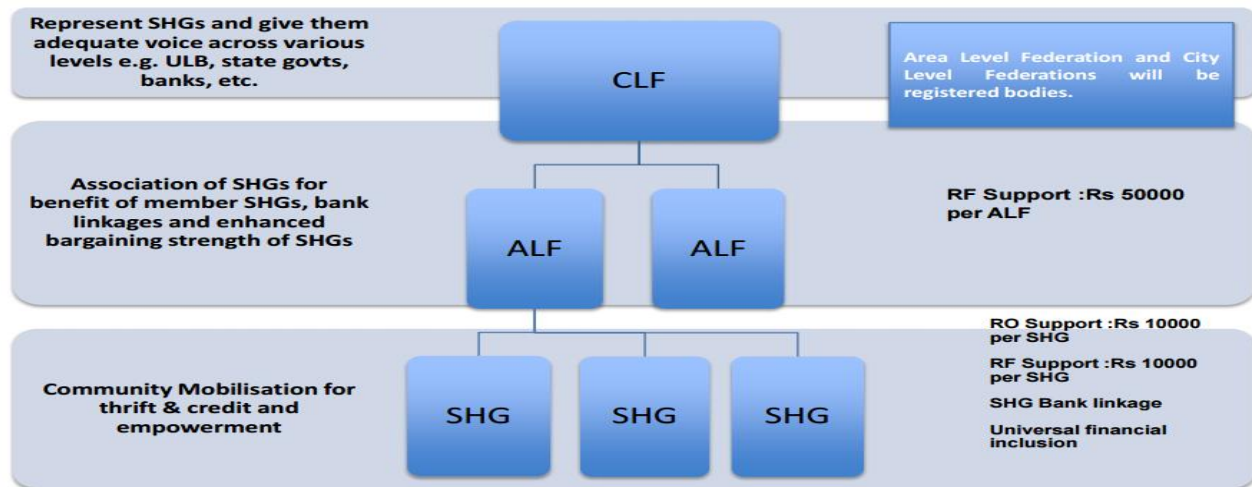 Represent SHGs and give them
adequate voice across various
levels e.g. ULB, state govts,
banks, etc.
CLF
Area Level Federation and City
Level Federations will be
registered bodies.
Association of SHGs for
benefit of member SHGs, bank
linkages and enhanced
bargaining strength of SHGs
ALF
ALF
RF Support :Rs 50000
per ALF
Community Mobilisation for
thrift & credit and
empowerment
SHG
SHG
SHG
RO Support :Rs 10000
per SHG
RF Support :Rs 10000
per SHG
SHG Bank linkage
Universal financial
inclusion